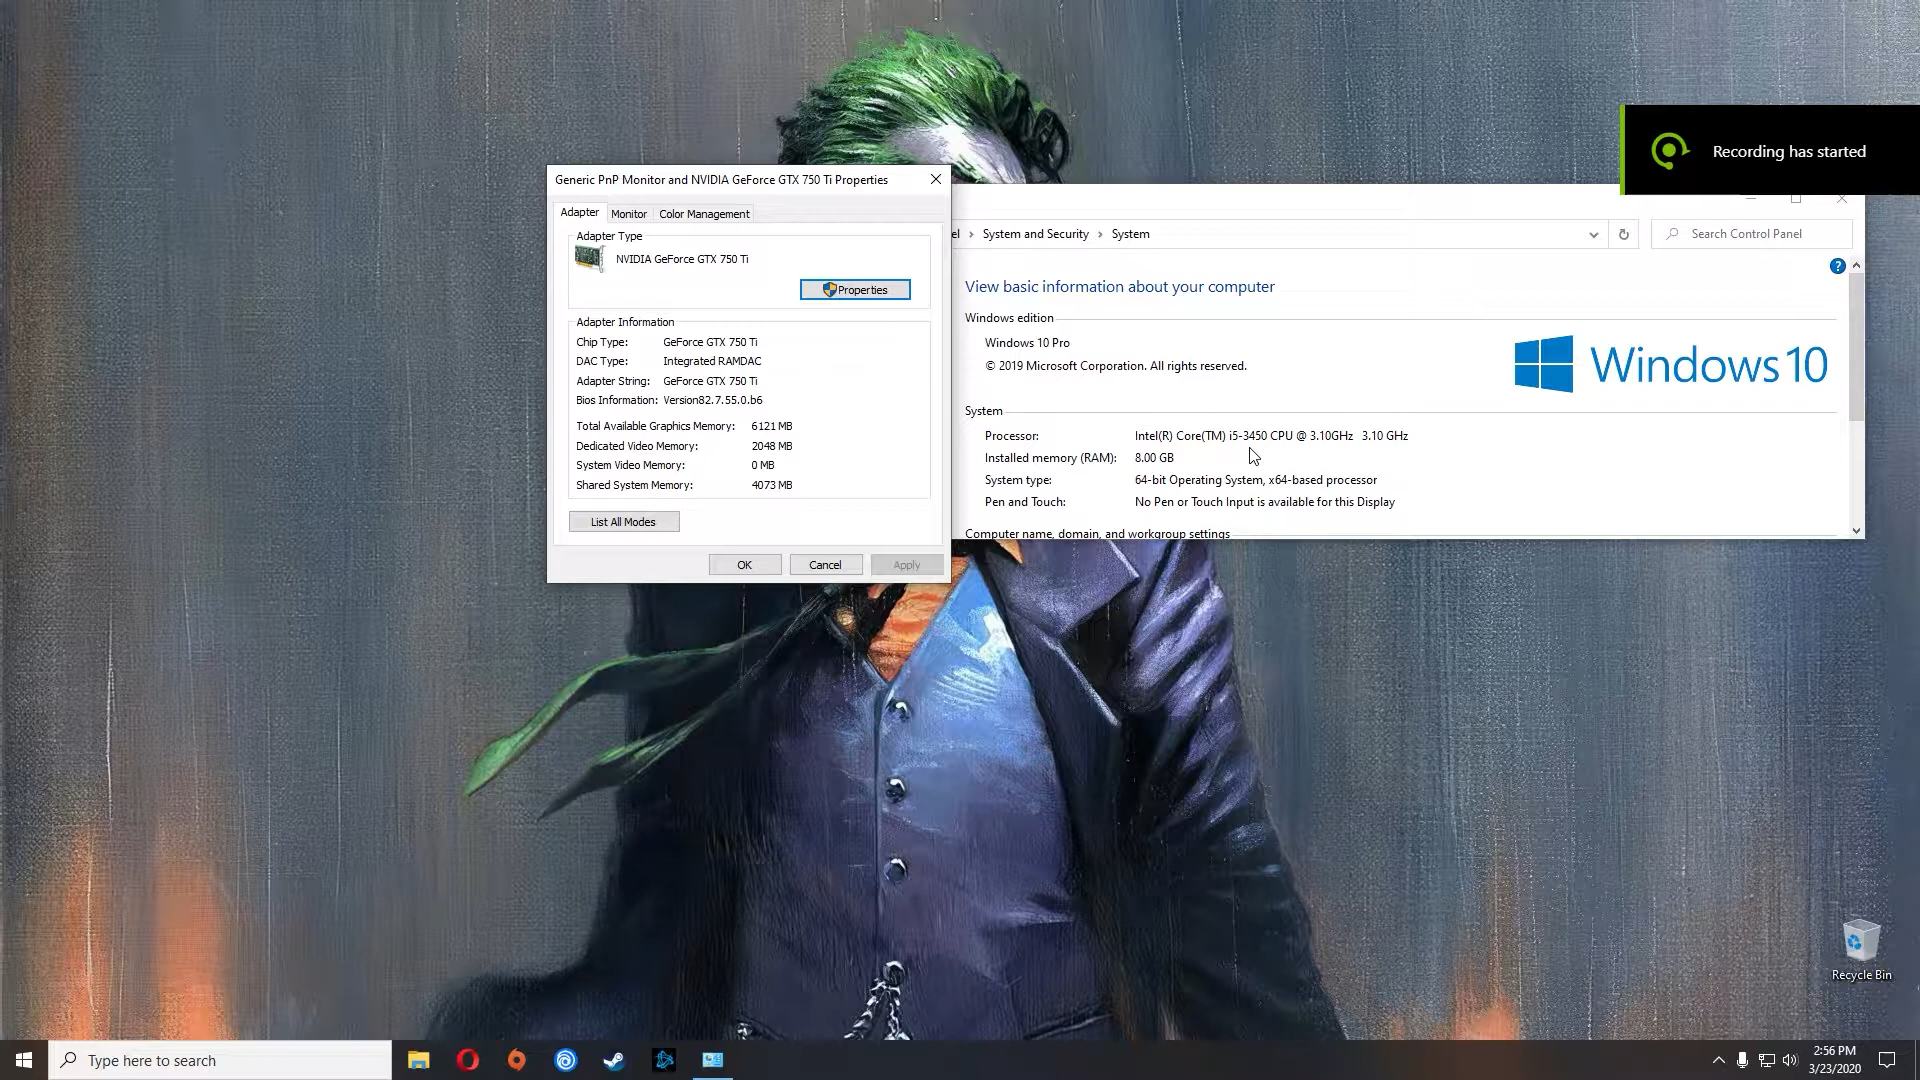 Recording has started
Generic PnP Monitor and NVIDIA GeForce GTX 750 Ti Properties
Adapter Monitor Color Management
Adapter Type
NVIDIA GeForce GTX 750 Ti
Properties
Adapter Information
Chip Type: GeForce GTX 750 Ti
DAC Type: Integrated RAMDAC
Adapter String: GeForce GTX 750 Ti
Bios Information: Version82.7.55.0.b6
Total Available Graphics Memory: 6121 MB
Dedicated Video Memory: 2048 MB
System Video Memory: 0 MB
Shared System Memory: 4073 MB
List All Modes
OK Cancel Apply
el › System and Security › System
Search Control Panel
?
View basic information about your computer
Windows edition
Windows 10 Pro
© 2019 Microsoft Corporation. All rights reserved.
Windows 10
System
Processor: Intel(R) Core(TM) i5-3450 CPU @ 3.10GHz 3.10 GHz
Installed memory (RAM): 8.00 GB
System type: 64-bit Operating System, x64-based processor
Pen and Touch: No Pen or Touch Input is available for this Display
Computer name, domain, and workgroup settings
Recycle Bin
Type here to search
2:56 PM
3/23/2020